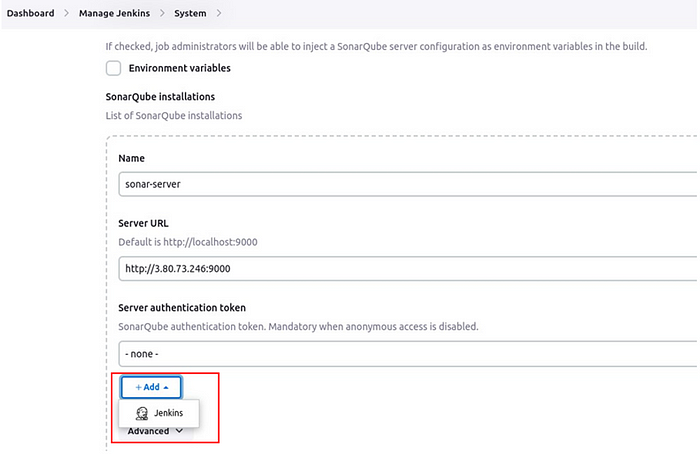 Dashboard > Manage Jenkins > System >
If checked, job administrators will be able to inject a SonarQube server configuration as environment variables in the build.
Environment variables
SonarQube installations
List of SonarQube installations
Name
sonar-server
Server URL
Default is http://localhost:9000
http://3.80.73.246:9000
Server authentication token
SonarQube authentication token. Mandatory when anonymous access is disabled.
- none -
+ Add
Jenkins
Advanced